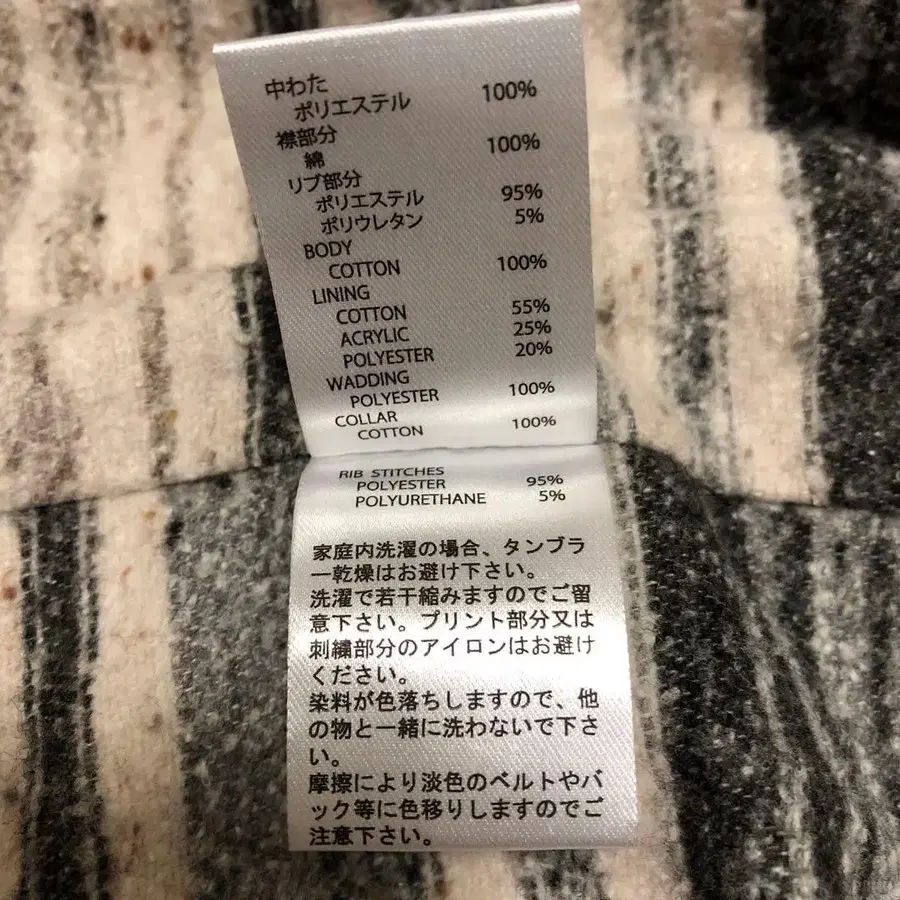 中わた
ポリエステル 100%
襟部分
綿 100%
リブ部分
ポリエステル 95%
ポリウレタン 5%
BODY
COTTON 100%
LINING
COTTON 55%
ACRYLIC 25%
POLYESTER 20%
WADDING
POLYESTER 100%
COLLAR
COTTON 100%
RIB STITCHES
POLYESTER 95%
POLYURETHANE 5%
家庭内洗濯の場合、タンブラ
ー乾燥はお避け下さい。
洗濯で若干縮みますのでご留
意下さい。プリント部分又は
刺繍部分のアイロンはお避け
ください。
染料が色落ちしますので、他
の物と一緒に洗わないで下さ
い。
摩擦により淡色のベルトやバ
ック等に色移りしますのでご
注意下さい。